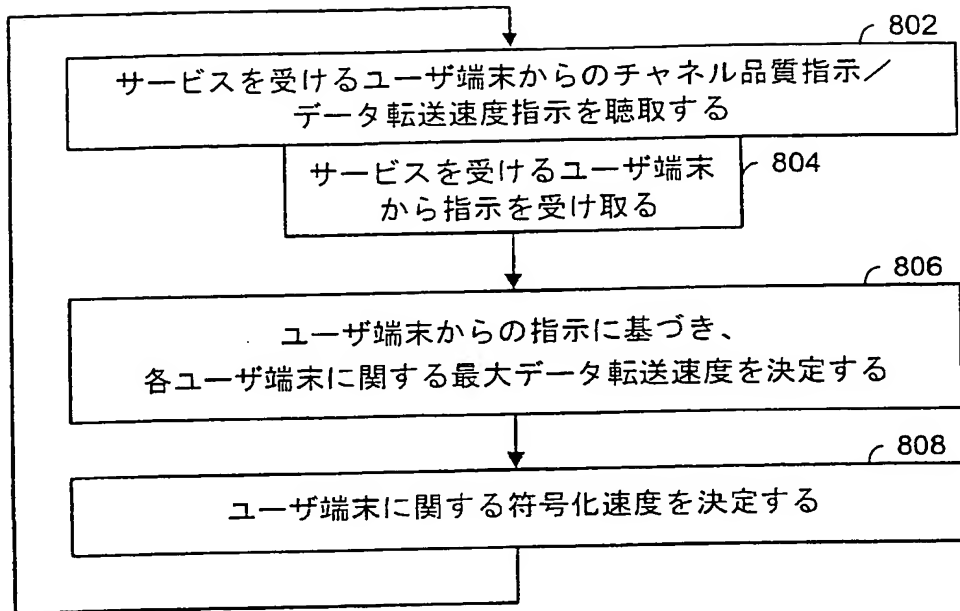 802
サービスを受けるユーザ端末からのチャネル品質指示／
データ転送速度指示を聴取する
804
サービスを受けるユーザ端末
から指示を受け取る
806
ユーザ端末からの指示に基づき、
各ユーザ端末に関する最大データ転送速度を決定する
808
ユーザ端末に関する符号化速度を決定する